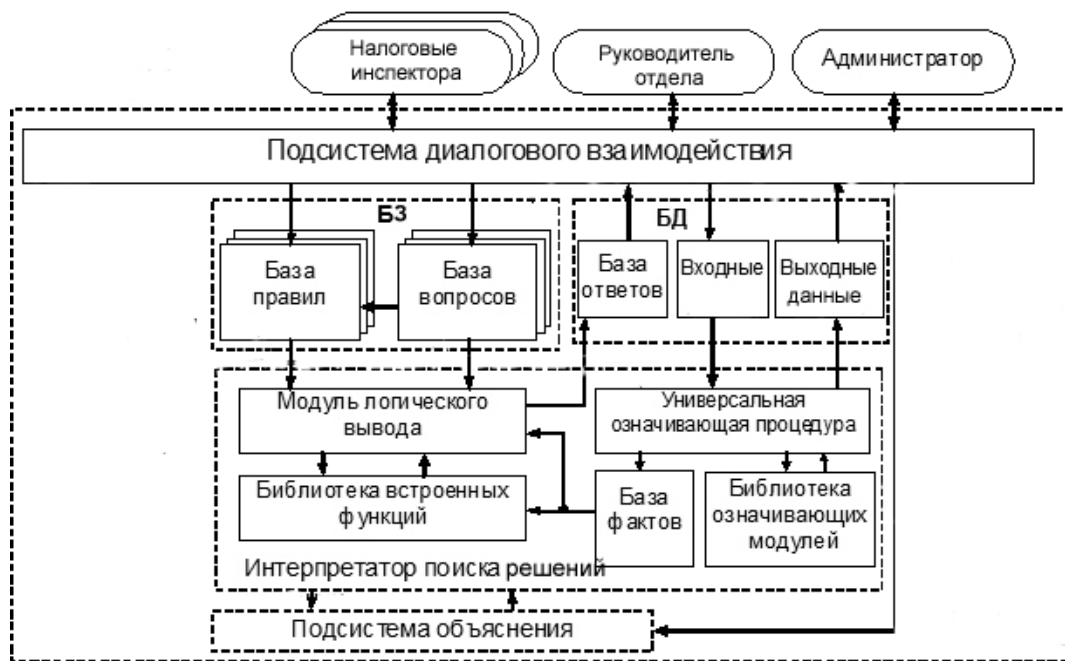 Налоговые
инспектора
Руководитель
отдела
Администратор
Подсистема диалогового взаимодействия
БЗ
БД
База
правил
База
вопросов
База
ответов
Входные
Выходные
данные
Модуль логического
вывода
Универсальная
означивающая процедура
Библиотека встроенных
функций
База
фактов
Библиотека
означивающих
модулей
Интерпретатор поиска решений
Подсистема объяснения